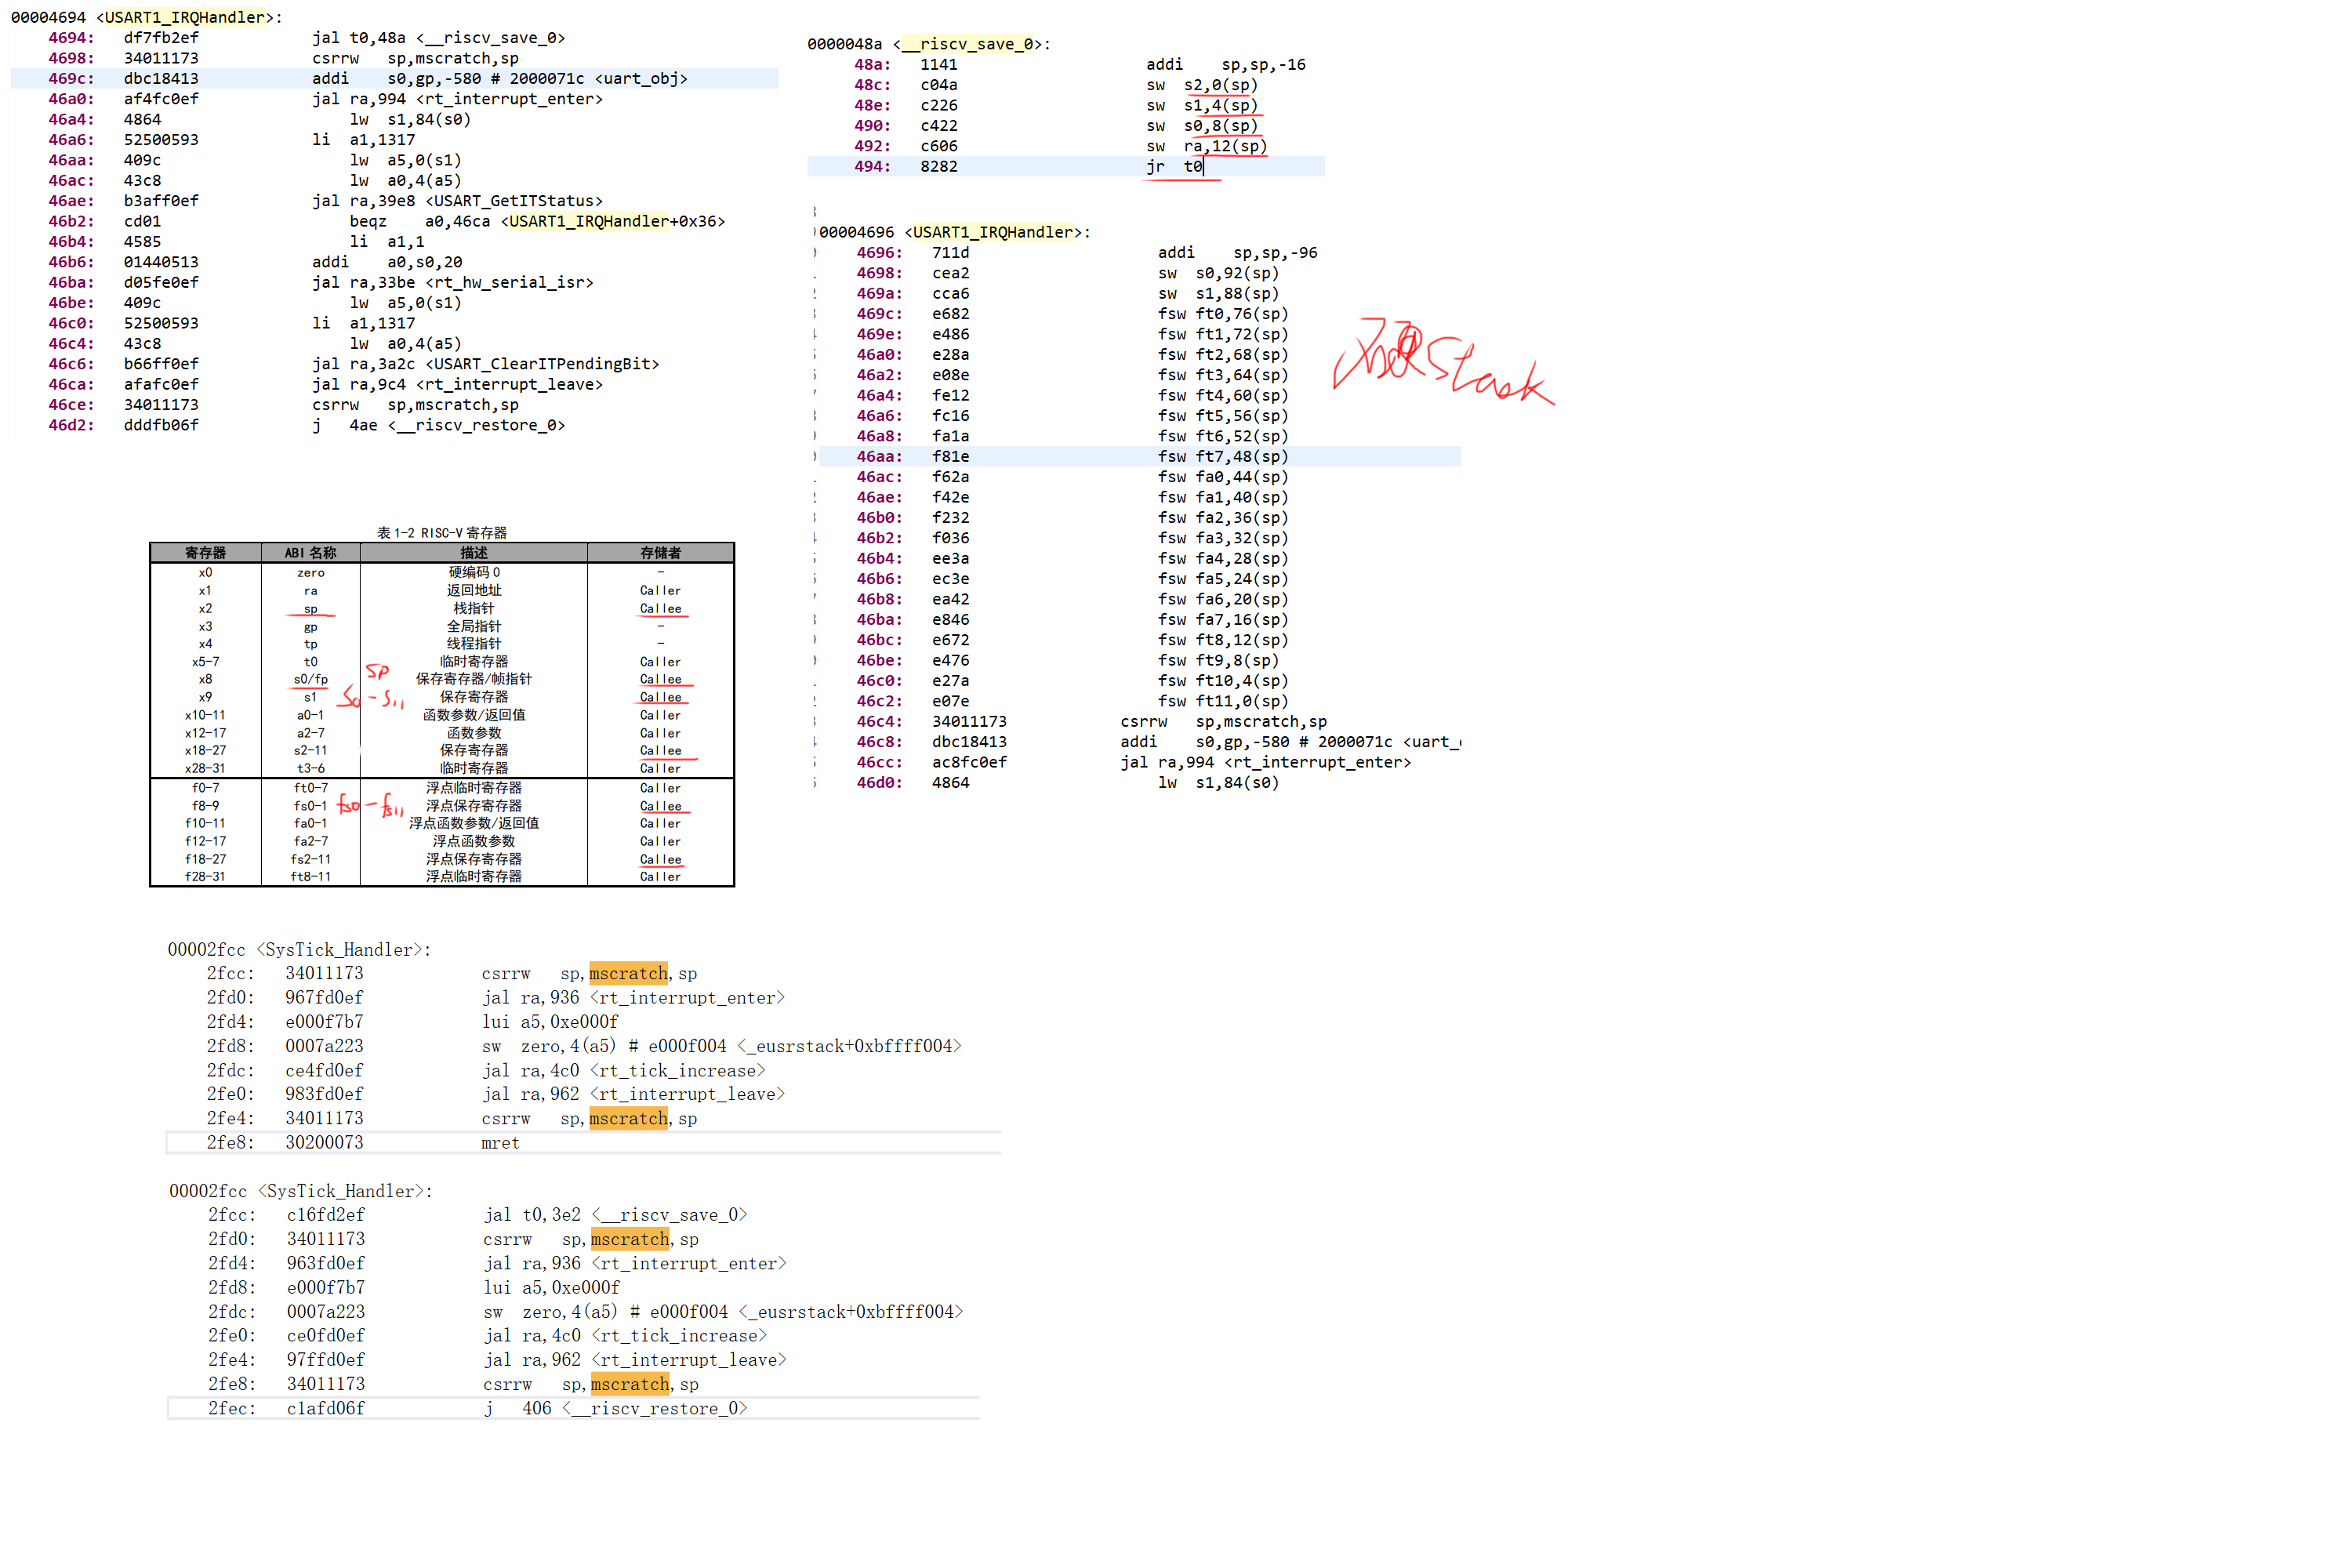 00004694 <USART1_IRQHandler>:
4694: df7fb2ef jal t0,48a <__riscv_save_0>
4698: 34011173 csrrw sp,mscratch,sp
469c: dbc18413 addi s0,gp,-580 # 2000071c <uart_obj>
46a0: af4fc0ef jal ra,994 <rt_interrupt_enter>
46a4: 4864 lw s1,84(s0)
46a6: 52500593 li a1,1317
46aa: 409c lw a5,0(s1)
46ac: 43c8 lw a0,4(a5)
46ae: b3aff0ef jal ra,39e8 <USART_GetITStatus>
46b2: cd01 beqz a0,46ca <USART1_IRQHandler+0x36>
46b4: 4585 li a1,1
46b6: 01440513 addi a0,s0,20
46ba: d05fe0ef jal ra,33be <rt_hw_serial_isr>
46be: 409c lw a5,0(s1)
46c0: 52500593 li a1,1317
46c4: 43c8 lw a0,4(a5)
46c6: b66ff0ef jal ra,3a2c <USART_ClearITPendingBit>
46ca: afafc0ef jal ra,9c4 <rt_interrupt_leave>
46ce: 34011173 csrrw sp,mscratch,sp
46d2: dddfb06f j 4ae <__riscv_restore_0>
0000048a <__riscv_save_0>:
48a: 1141 addi sp,sp,-16
48c: c04a sw s2,0(sp)
48e: c226 sw s1,4(sp)
490: c422 sw s0,8(sp)
492: c606 sw ra,12(sp)
494: 8282 jr t0
00004696 <USART1_IRQHandler>:
4696: 711d addi sp,sp,-96
4698: cea2 sw s0,92(sp)
469a: cca6 sw s1,88(sp)
469c: e682 fsw ft0,76(sp)
469e: e486 fsw ft1,72(sp)
46a0: e28a fsw ft2,68(sp)
46a2: e08e fsw ft3,64(sp)
46a4: fe12 fsw ft4,60(sp)
46a6: fc16 fsw ft5,56(sp)
46a8: fa1a fsw ft6,52(sp)
46aa: f81e fsw ft7,48(sp)
46ac: f62a fsw fa0,44(sp)
46ae: f42e fsw fa1,40(sp)
46b0: f232 fsw fa2,36(sp)
46b2: f036 fsw fa3,32(sp)
46b4: ee3a fsw fa4,28(sp)
46b6: ec3e fsw fa5,24(sp)
46b8: ea42 fsw fa6,20(sp)
46ba: e846 fsw fa7,16(sp)
46bc: e672 fsw ft8,12(sp)
46be: e476 fsw ft9,8(sp)
46c0: e27a fsw ft10,4(sp)
46c2: e07e fsw ft11,0(sp)
46c4: 34011173 csrrw sp,mscratch,sp
46c8: dbc18413 addi s0,gp,-580 # 2000071c <uart_
46cc: ac8fc0ef jal ra,994 <rt_interrupt_enter>
46d0: 4864 lw s1,84(s0)
Stack
表 1-2 RISC-V 寄存器
寄存器 ABI 名称 描述 存储者
x0 zero 硬编码 0 -
x1 ra 返回地址 Caller
x2 sp 栈指针 Callee
x3 gp 全局指针 -
x4 tp 线程指针 -
x5-7 t0 临时寄存器 Caller
sp
x8 s0/fp 保存寄存器/帧指针 Callee
x9 s1 保存寄存器 Callee
s0-s11
x10-11 a0-1 函数参数/返回值 Caller
x12-17 a2-7 函数参数 Caller
x18-27 s2-11 保存寄存器 Callee
x28-31 t3-6 临时寄存器 Caller
f0-7 ft0-7 浮点临时寄存器 Caller
f8-9 fs0-1 浮点保存寄存器 Callee
fs0-fs11
f10-11 fa0-1 浮点函数参数/返回值 Caller
f12-17 fa2-7 浮点函数参数 Caller
f18-27 fs2-11 浮点保存寄存器 Callee
f28-31 ft8-11 浮点临时寄存器 Caller
00002fcc <SysTick_Handler>:
2fcc: 34011173 csrrw sp,mscratch,sp
2fd0: 967fd0ef jal ra,936 <rt_interrupt_enter>
2fd4: e000f7b7 lui a5,0xe000f
2fd8: 0007a223 sw zero,4(a5) # e000f004 <_eusrstack+0xbffff004>
2fdc: ce4fd0ef jal ra,4c0 <rt_tick_increase>
2fe0: 983fd0ef jal ra,962 <rt_interrupt_leave>
2fe4: 34011173 csrrw sp,mscratch,sp
2fe8: 30200073 mret
00002fcc <SysTick_Handler>:
2fcc: c16fd2ef jal t0,3e2 <__riscv_save_0>
2fd0: 34011173 csrrw sp,mscratch,sp
2fd4: 963fd0ef jal ra,936 <rt_interrupt_enter>
2fd8: e000f7b7 lui a5,0xe000f
2fdc: 0007a223 sw zero,4(a5) # e000f004 <_eusrstack+0xbffff004>
2fe0: ce0fd0ef jal ra,4c0 <rt_tick_increase>
2fe4: 97ffd0ef jal ra,962 <rt_interrupt_leave>
2fe8: 34011173 csrrw sp,mscratch,sp
2fec: c1afd06f j 406 <__riscv_restore_0>